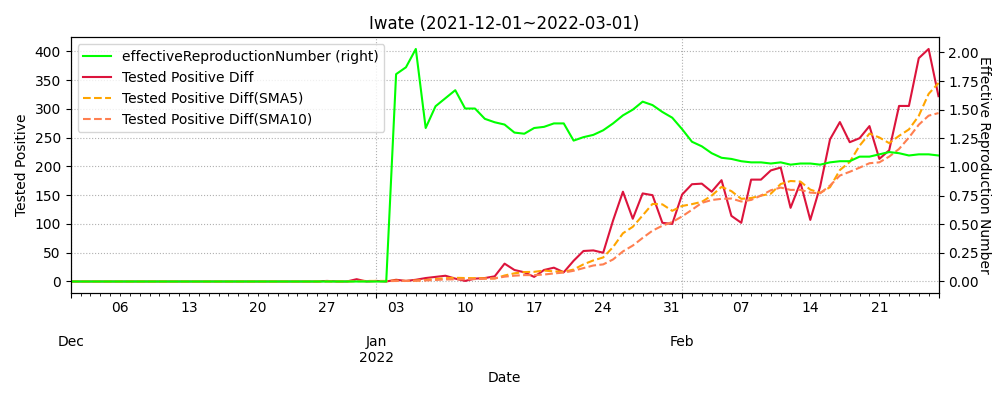 Iwate (2021-12-01~2022-03-01)
effectiveReproductionNumber (right)
Tested Positive Diff
Tested Positive Diff(SMA5)
Tested Positive Diff(SMA10)
Tested Positive
400
350
300
250
200
150
100
50
0
2.00
1.75
1.50
1.25
1.00
0.75
0.50
0.25
0.00
Effective Reproduction Number
06 13 20 27 03 10 17 24 31 07 14 21
Dec Jan Feb
2022
Date